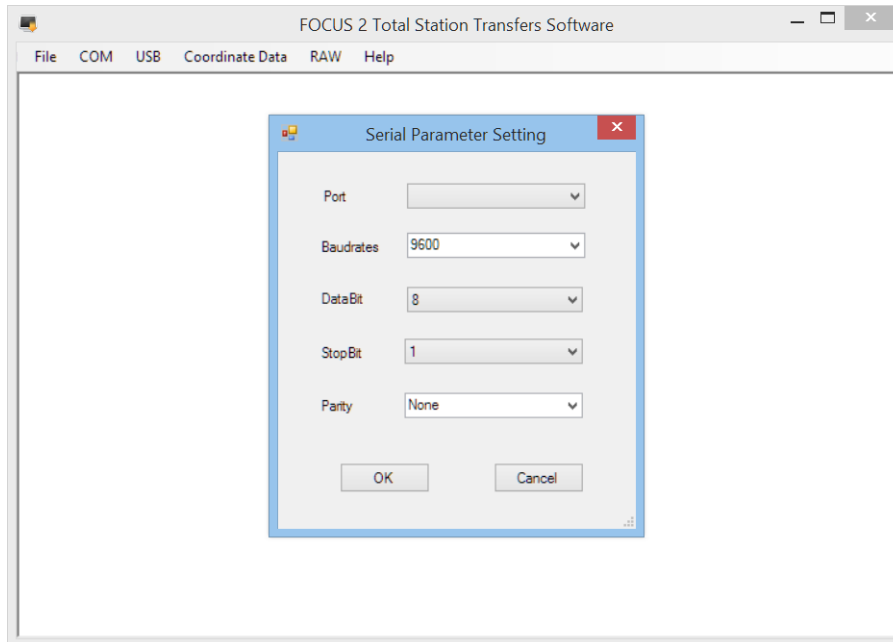 FOCUS 2 Total Station Transfers Software
File COM USB Coordinate Data RAW Help
Serial Parameter Setting
Port
Baudrates 9600
DataBit 8
StopBit 1
Parity None
OK Cancel